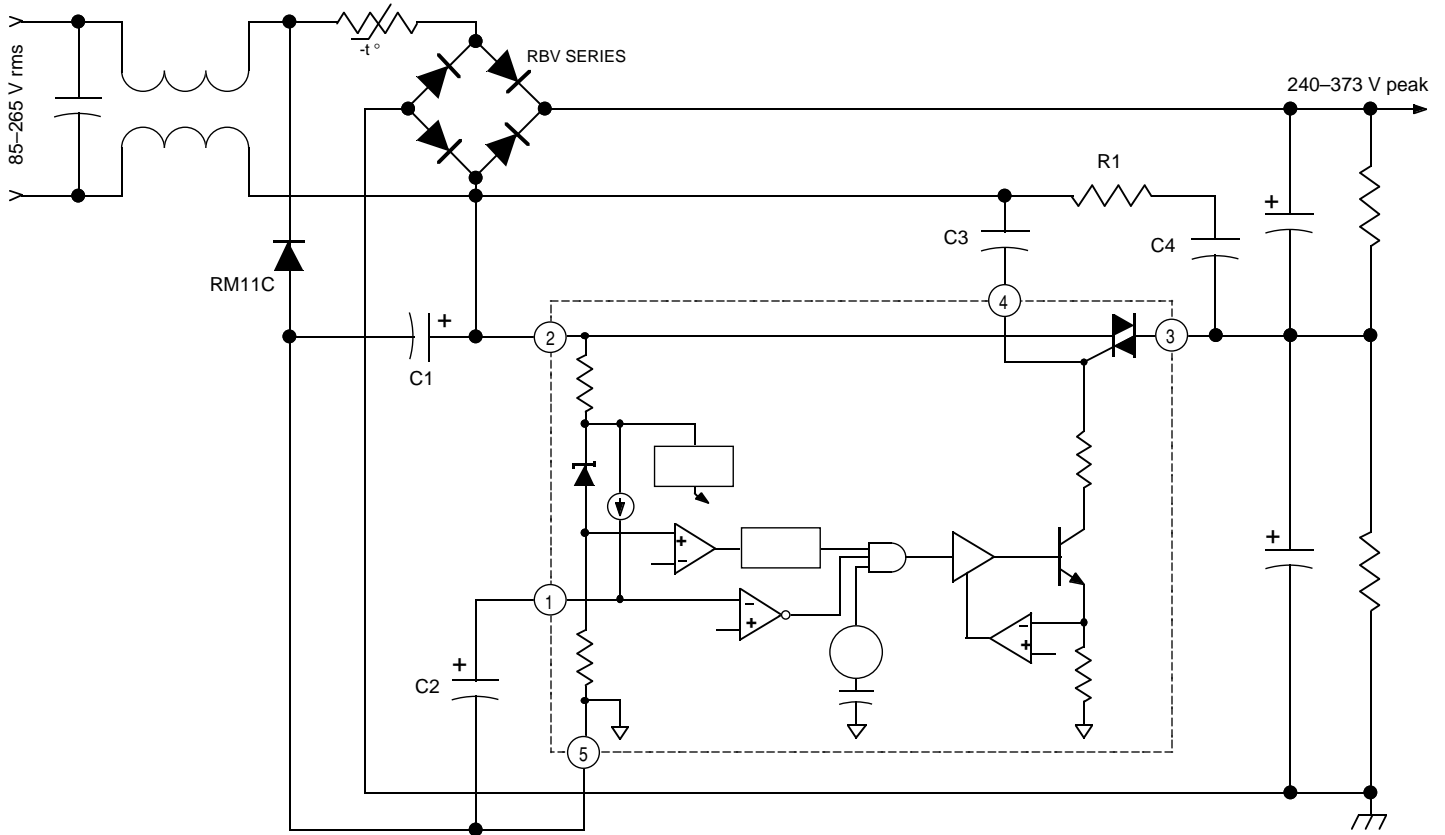 -t °
RBV SERIES
85–265 V rms
240–373 V peak
R1
+
C3
C4
RM11C
4
+
2
3
C1
+
–
+
1
–
+
–
+
+
C2
5